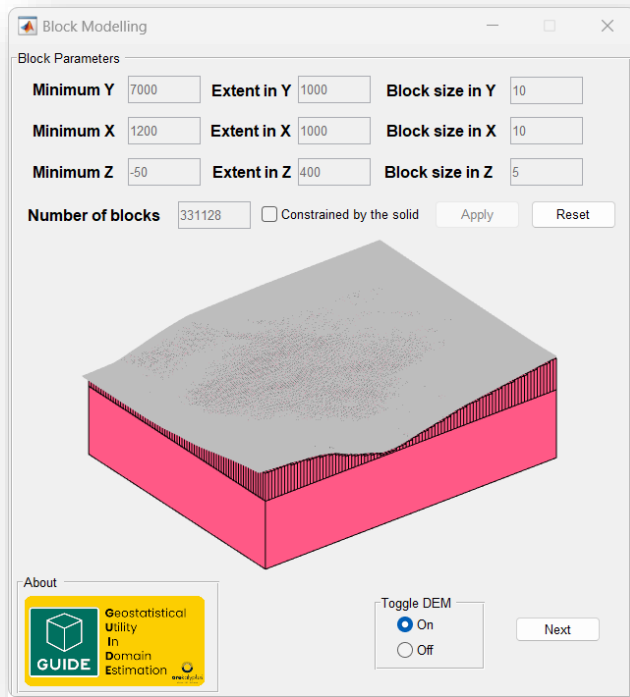 Block Modelling
Block Parameters
Minimum Y 7000 Extent in Y 1000 Block size in Y 10
Minimum X 1200 Extent in X 1000 Block size in X 10
Minimum Z -50 Extent in Z 400 Block size in Z 5
Number of blocks 331128 Constrained by the solid Apply Reset
About
GUIDE
Geostatistical
Utility
In
Domain
Estimation
Toggle DEM
On
Off
Next